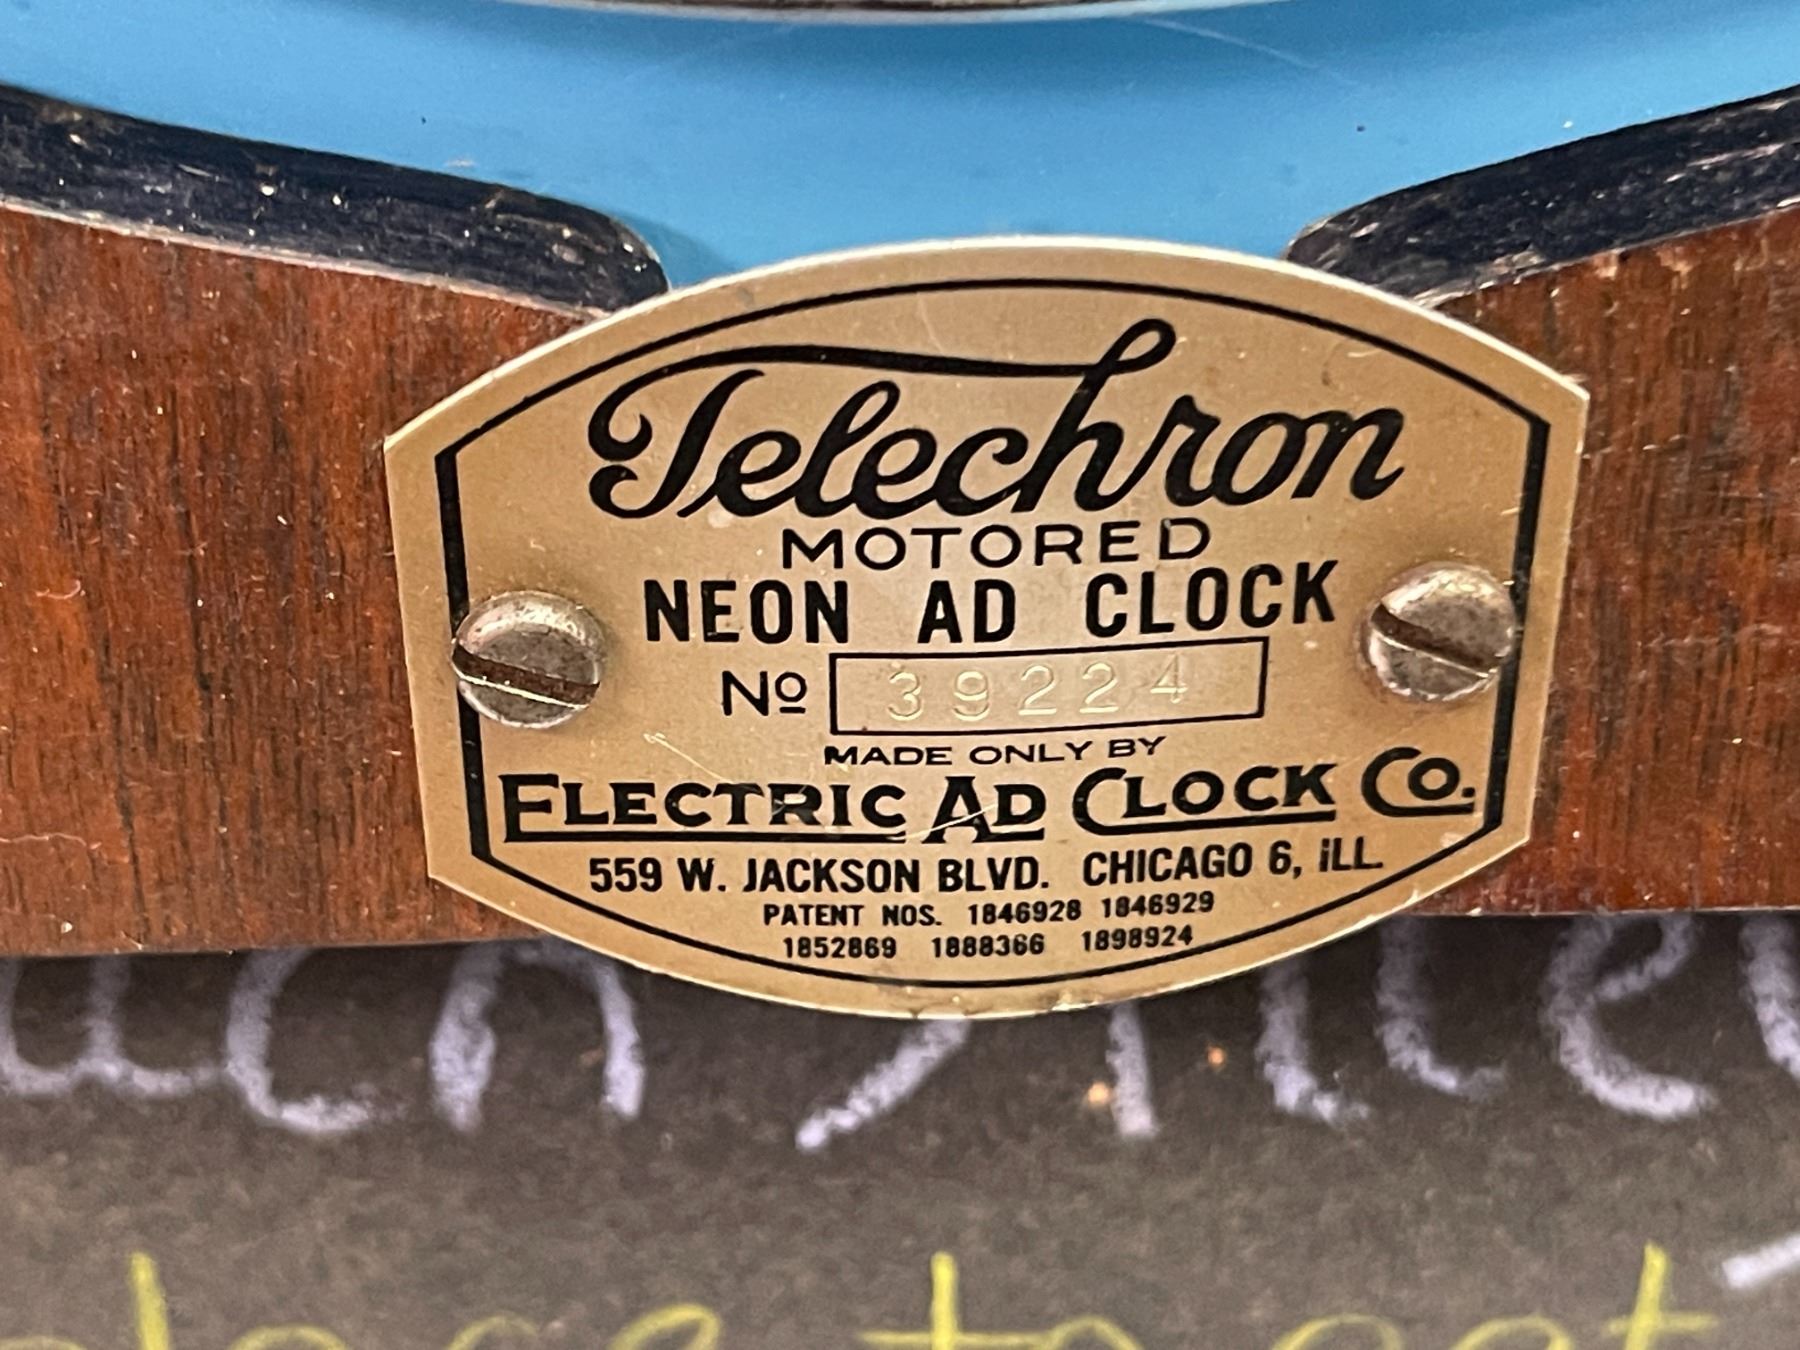 Telechron
MOTORED
NEON AD CLOCK
Nº 39224
MADE ONLY BY
ELECTRIC AD CLOCK CO.
559 W. JACKSON BLVD. CHICAGO 6, ILL.
PATENT NOS. 1846928 1846929
1852869 1888366 1898924